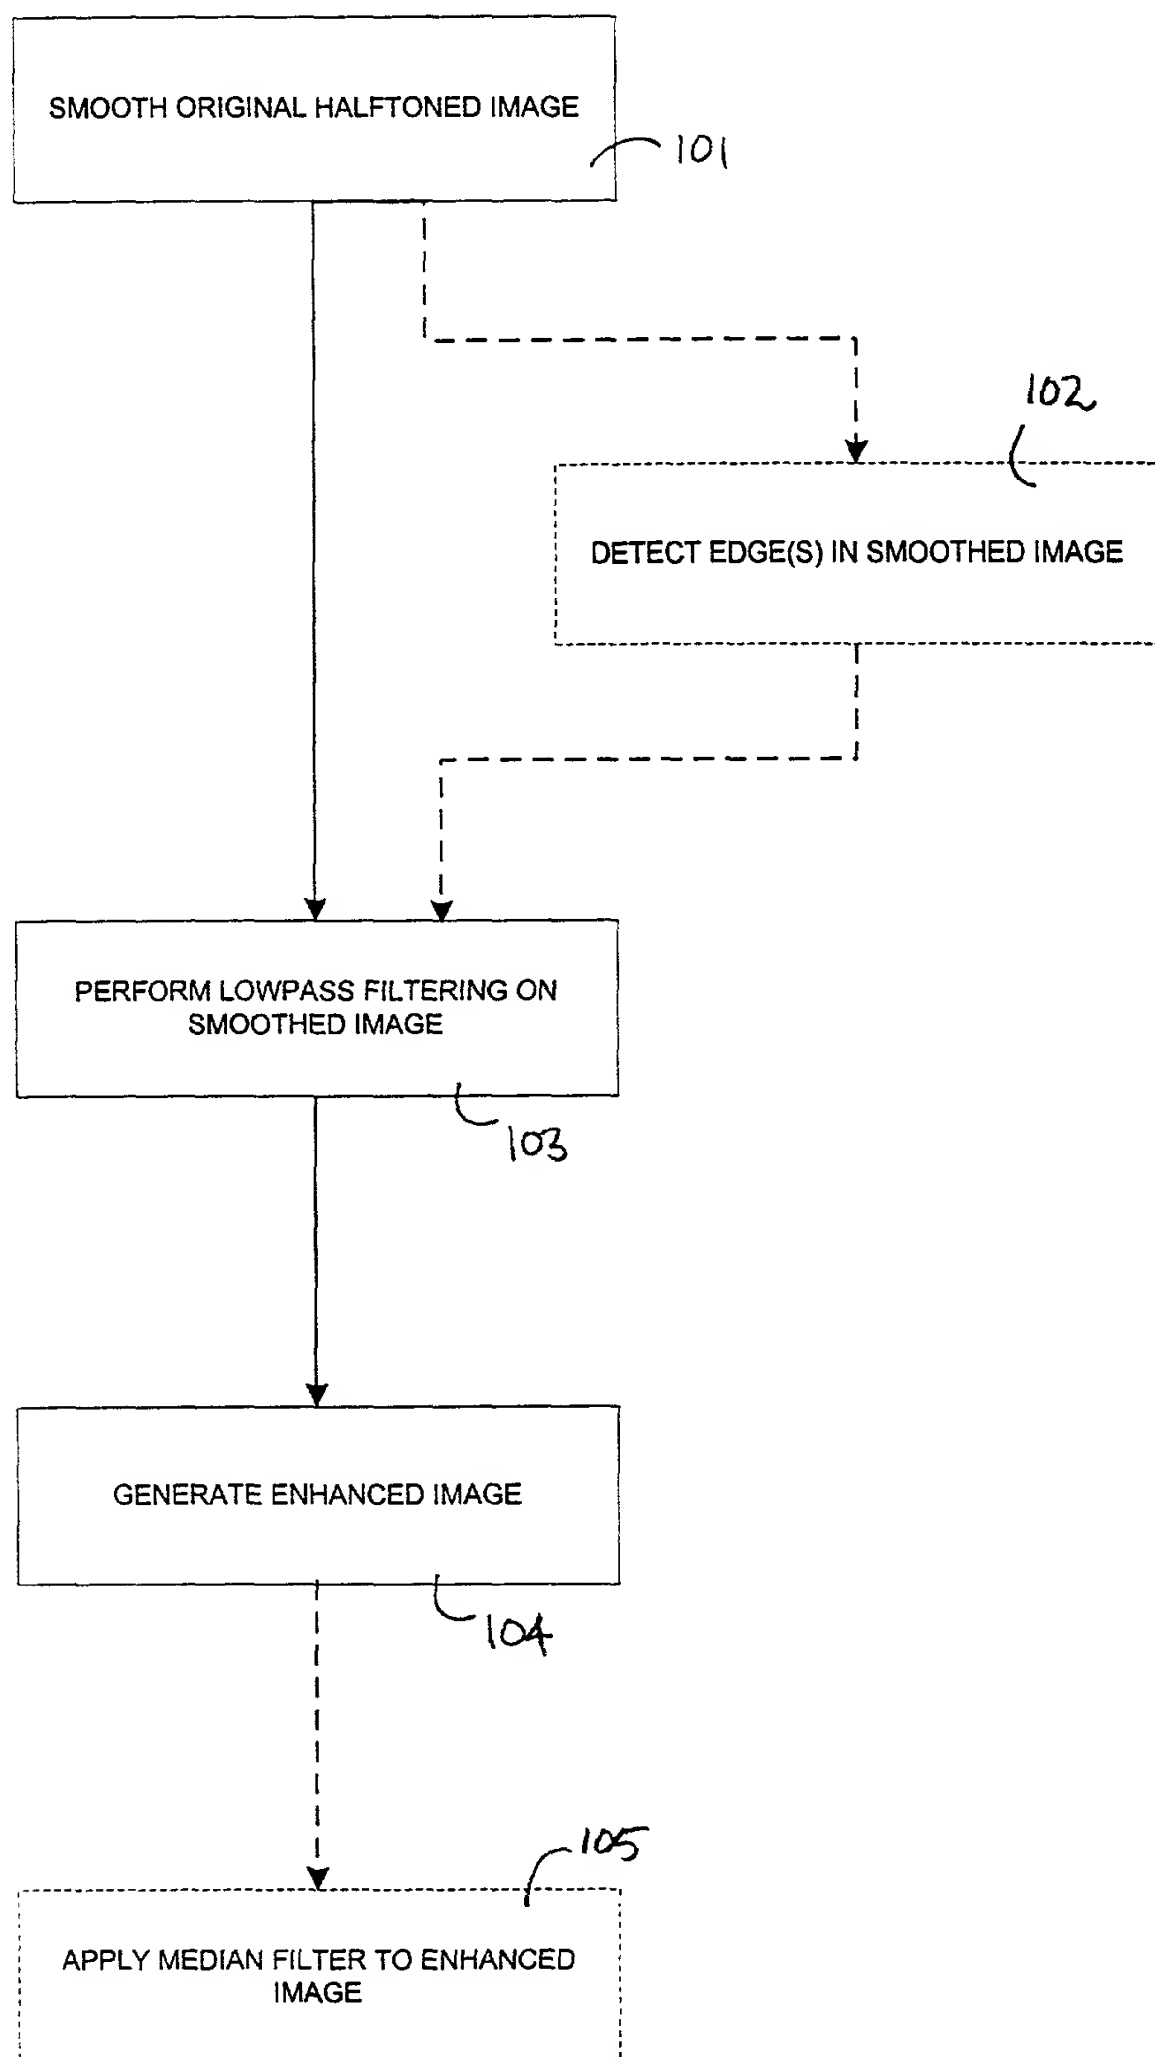 SMOOTH ORIGINAL HALFTONED IMAGE
101
102
DETECT EDGE(S) IN SMOOTHED IMAGE
PERFORM LOWPASS FILTERING ON
SMOOTHED IMAGE
103
GENERATE ENHANCED IMAGE
104
105
APPLY MEDIAN FILTER TO ENHANCED
IMAGE